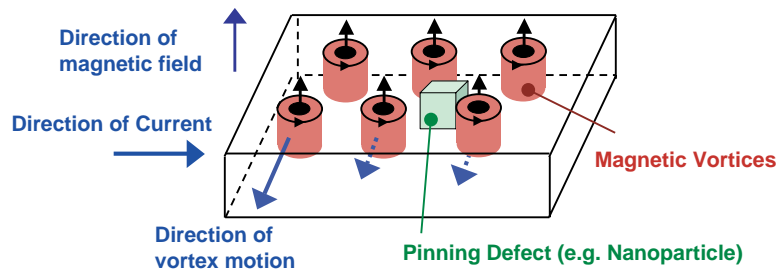 Direction of
magnetic field
Direction of Current
Magnetic Vortices
Direction of
vortex motion
Pinning Defect (e.g. Nanoparticle)